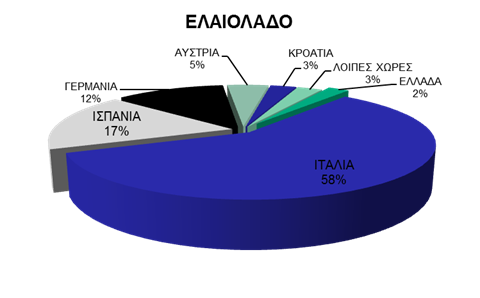 ΕΛΑΙΟΛΑΔΟ
ΑΥΣΤΡΙΑ
5%
ΚΡΟΑΤΙΑ
3%
ΛΟΙΠΕΣ ΧΩΡΕΣ
3%
ΕΛΛΑΔΑ
2%
ΓΕΡΜΑΝΙΑ
12%
ΙΣΠΑΝΙΑ
17%
ΙΤΑΛΙΑ
58%